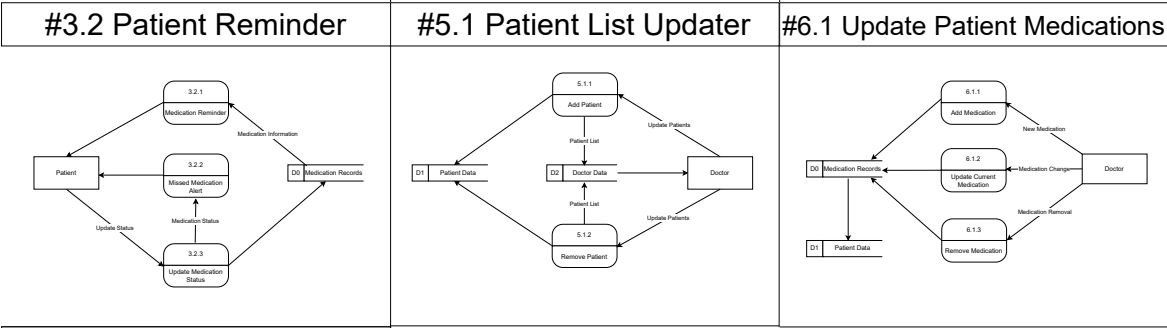 #3.2 Patient Reminder
3.2.1
Medication Reminder
Medication Information
Patient
3.2.2
Missed Medication
Alert
D0 Medication Records
Update Status
Medication Status
3.2.3
Update Medication
Status
#5.1 Patient List Updater
5.1.1
Add Patient
Update Patients
Patient List
D1 Patient Data
D2 Doctor Data
Doctor
Patient List
Update Patients
5.1.2
Remove Patient
#6.1 Update Patient Medications
6.1.1
Add Medication
New Medication
D0 Medication Records
6.1.2
Update Current
Medication
Medication Change
Doctor
Medication Removal
6.1.3
Remove Medication
D1 Patient Data